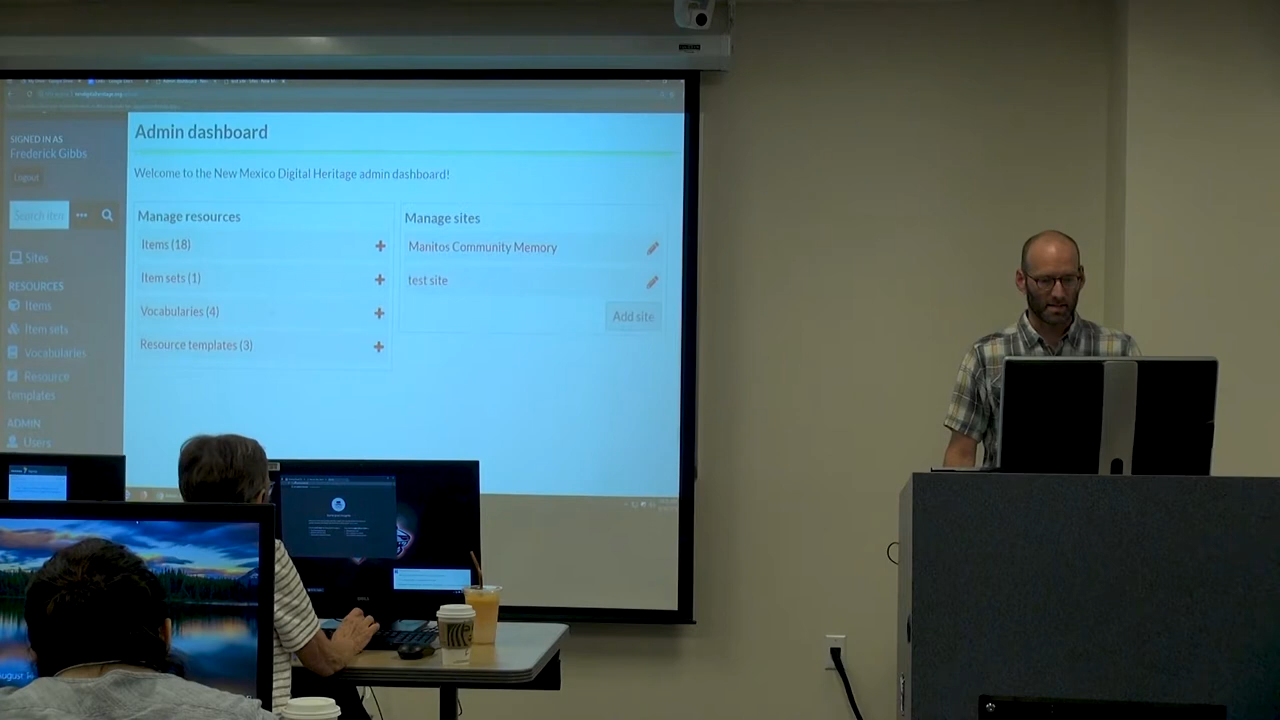 SIGNED IN AS
Frederick Gibbs
Logout
Search item
Sites
RESOURCES
Items
Item sets
Vocabularies
Resource
templates
ADMIN
Users
Admin dashboard
Welcome to the New Mexico Digital Heritage admin dashboard!
Manage resources
Items (18)
Item sets (1)
Vocabularies (4)
Resource templates (3)
Manage sites
Manitos Community Memory
test site
Add site